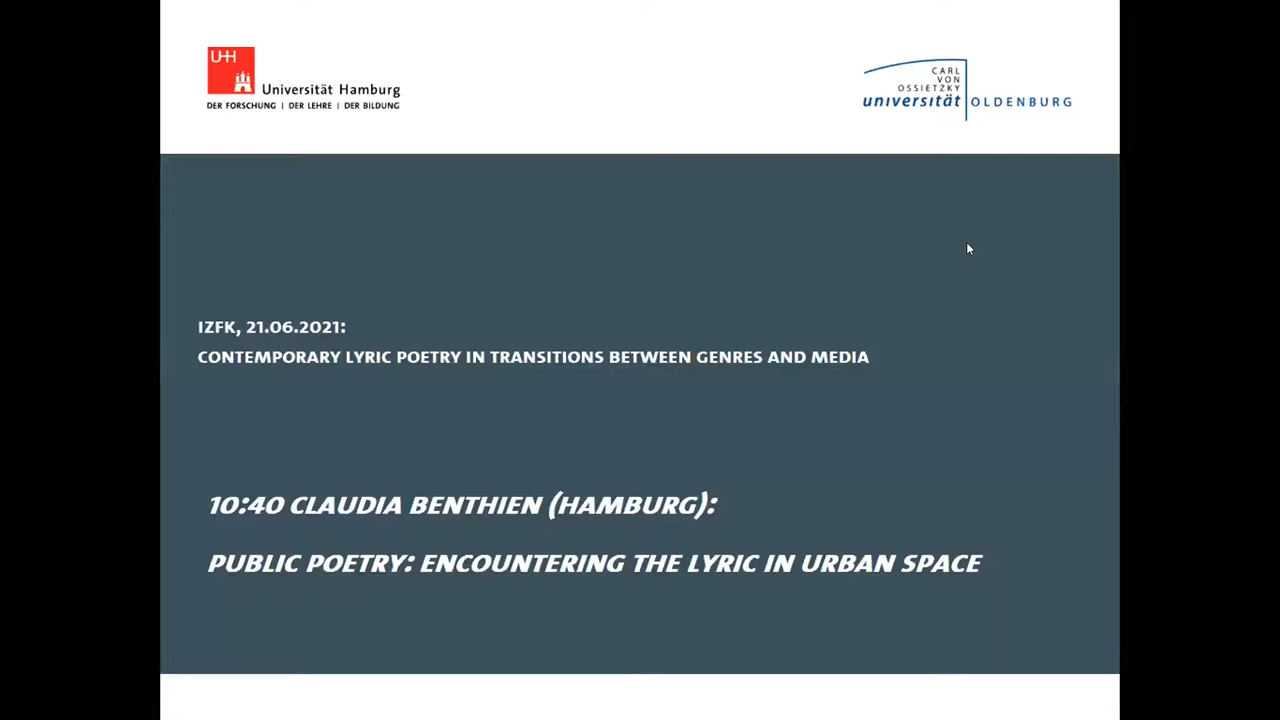 UHH
Universität Hamburg
DER FORSCHUNG | DER LEHRE | DER BILDUNG
CARL
VON
OSSIETZKY
universität OLDENBURG
IZFK, 21.06.2021:
CONTEMPORARY LYRIC POETRY IN TRANSITIONS BETWEEN GENRES AND MEDIA
10:40 CLAUDIA BENTHIEN (HAMBURG):
PUBLIC POETRY: ENCOUNTERING THE LYRIC IN URBAN SPACE